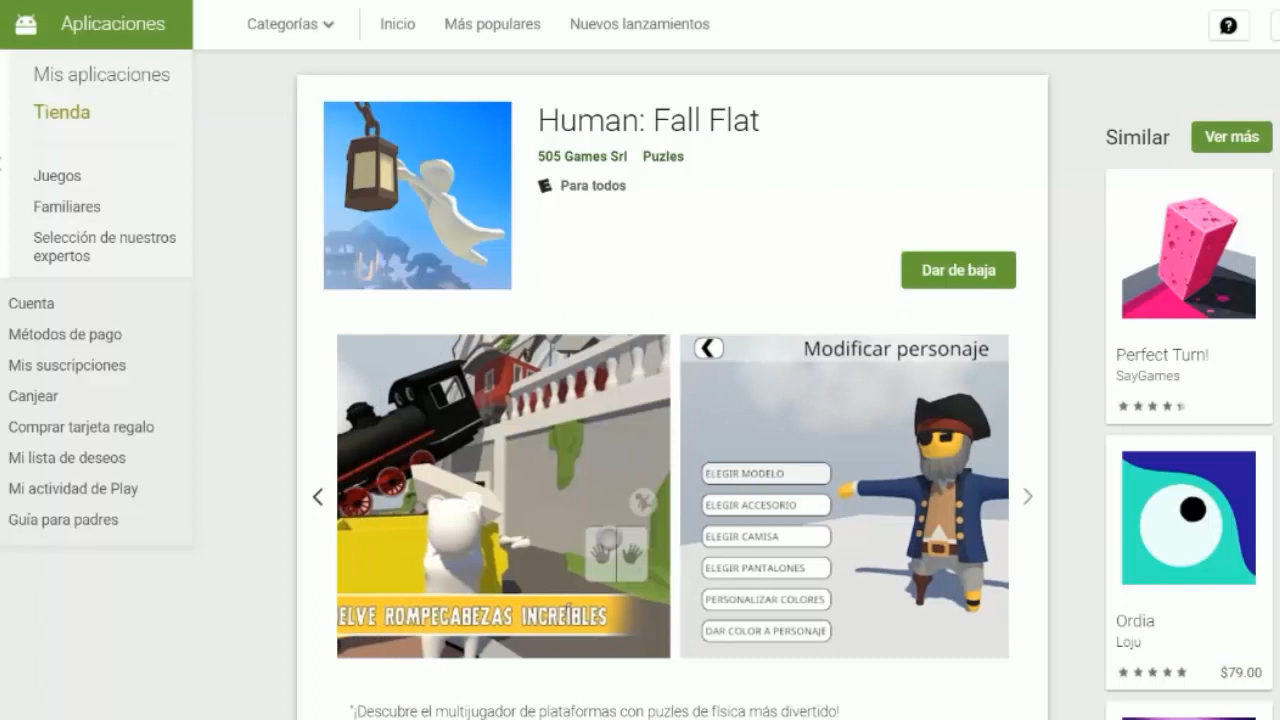 Aplicaciones
Categorías
Inicio
Más populares
Nuevos lanzamientos
Mis aplicaciones
Tienda
Juegos
Familiares
Selección de nuestros
expertos
Cuenta
Métodos de pago
Mis suscripciones
Canjear
Comprar tarjeta regalo
Mi lista de deseos
Mi actividad de Play
Guía para padres
Human: Fall Flat
505 Games Srl Puzles
E Para todos
Dar de baja
ELVE ROMPECABEZAS INCREÍBLES
Modificar personaje
ELEGIR MODELO
ELEGIR ACCESORIO
ELEGIR CAMISA
ELEGIR PANTALONES
PERSONALIZAR COLORES
DAR COLOR A PERSONAJE
"¡Descubre el multijugador de plataformas con puzles de física más divertido!
Similar
Ver más
Perfect Turn!
SayGames
Ordia
Loju
$79.00